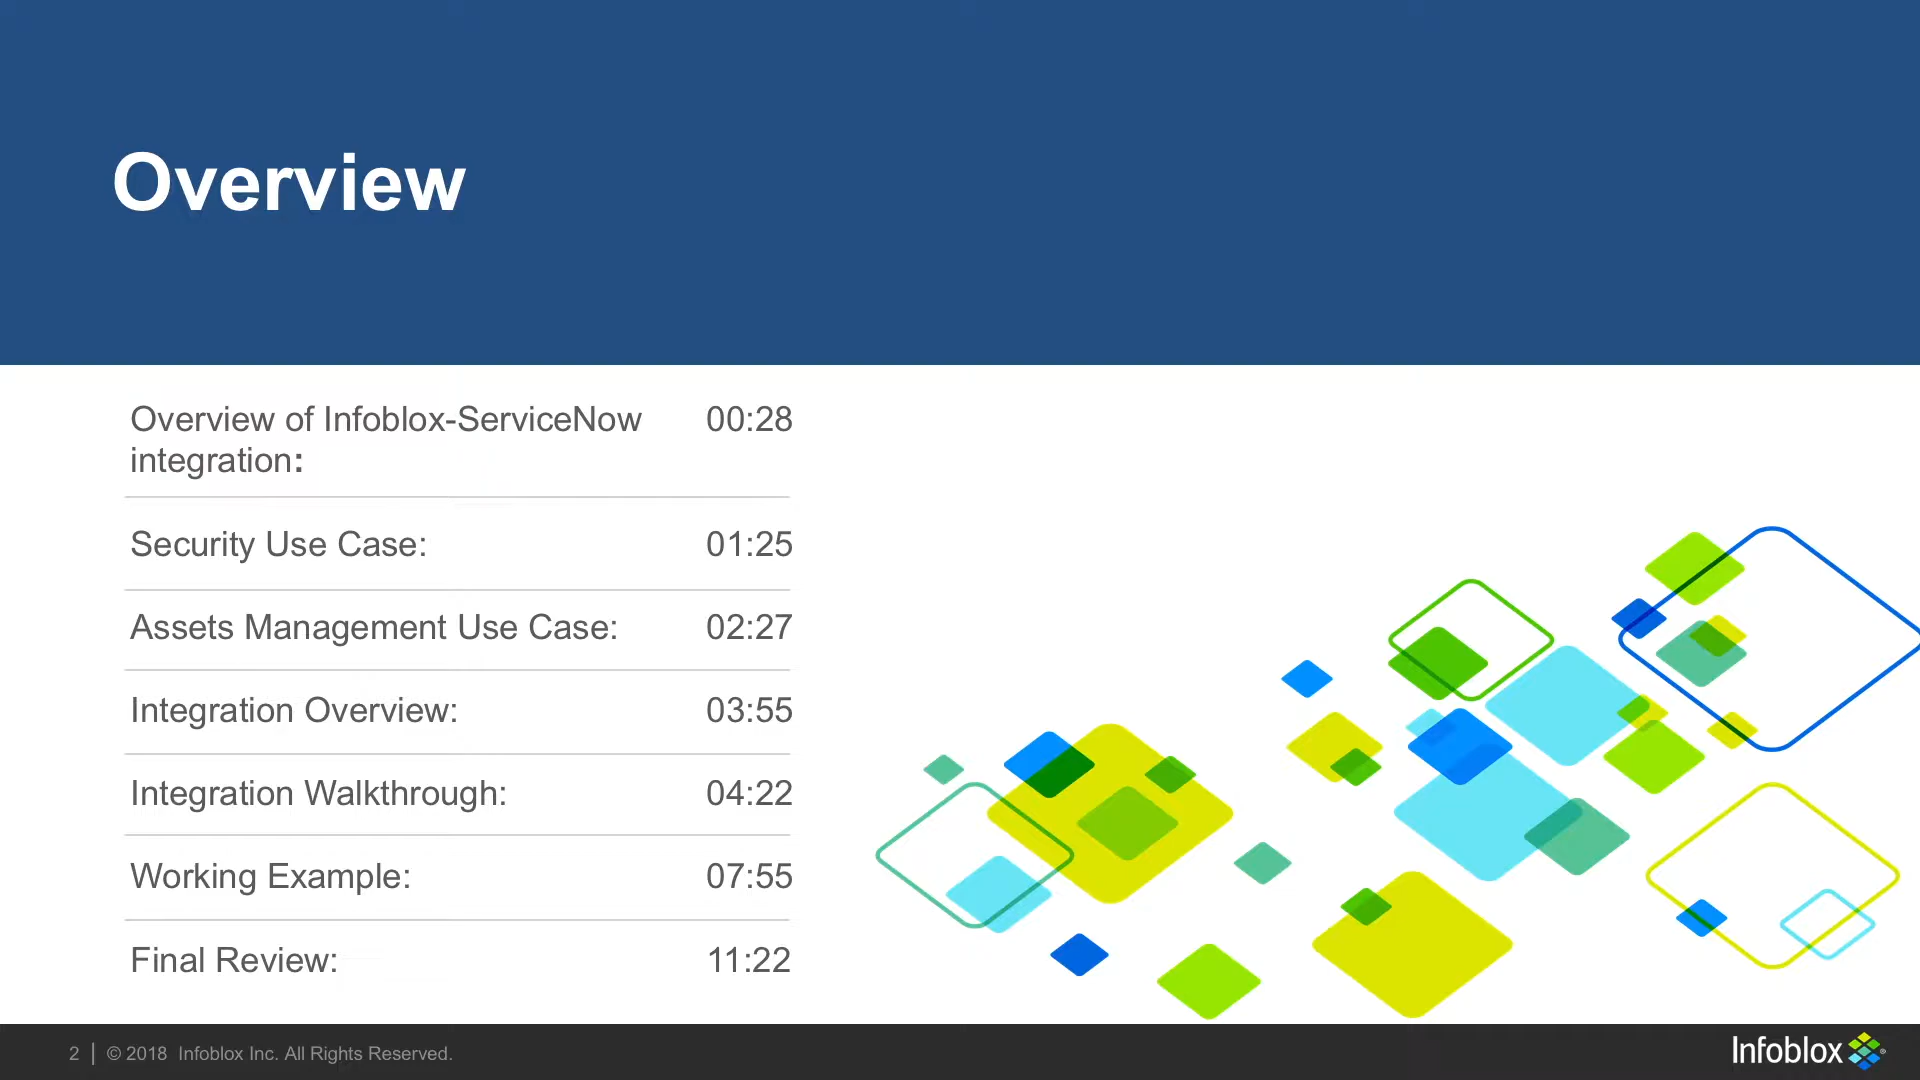 Overview
Overview of Infoblox-ServiceNow 00:28
integration:
Security Use Case: 01:25
Assets Management Use Case: 02:27
Integration Overview: 03:55
Integration Walkthrough: 04:22
Working Example: 07:55
Final Review: 11:22
2 | © 2018 Infoblox Inc. All Rights Reserved.
Infoblox ®